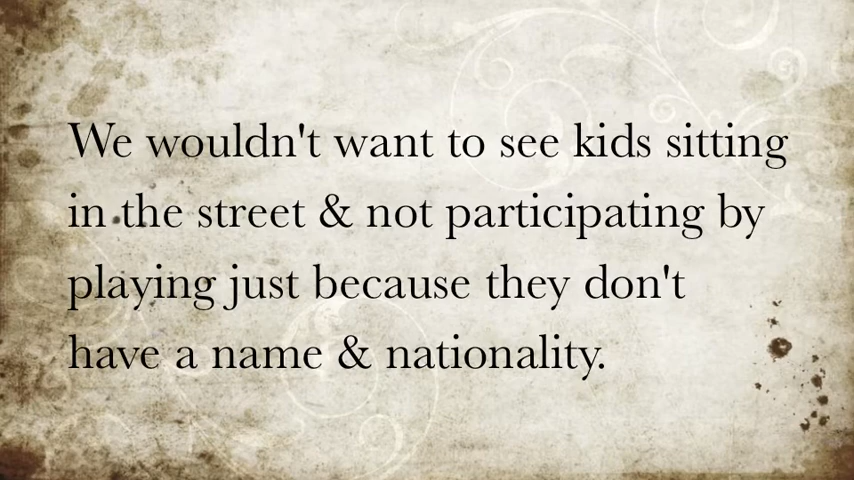 We wouldn't want to see kids sitting
in the street & not participating by
playing just because they don't
have a name & nationality.